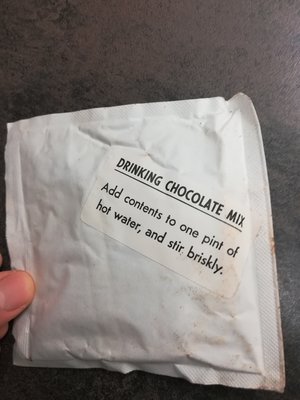 DRINKING CHOCOLATE MIX
Add contents to one pint of
hot water, and stir briskly.